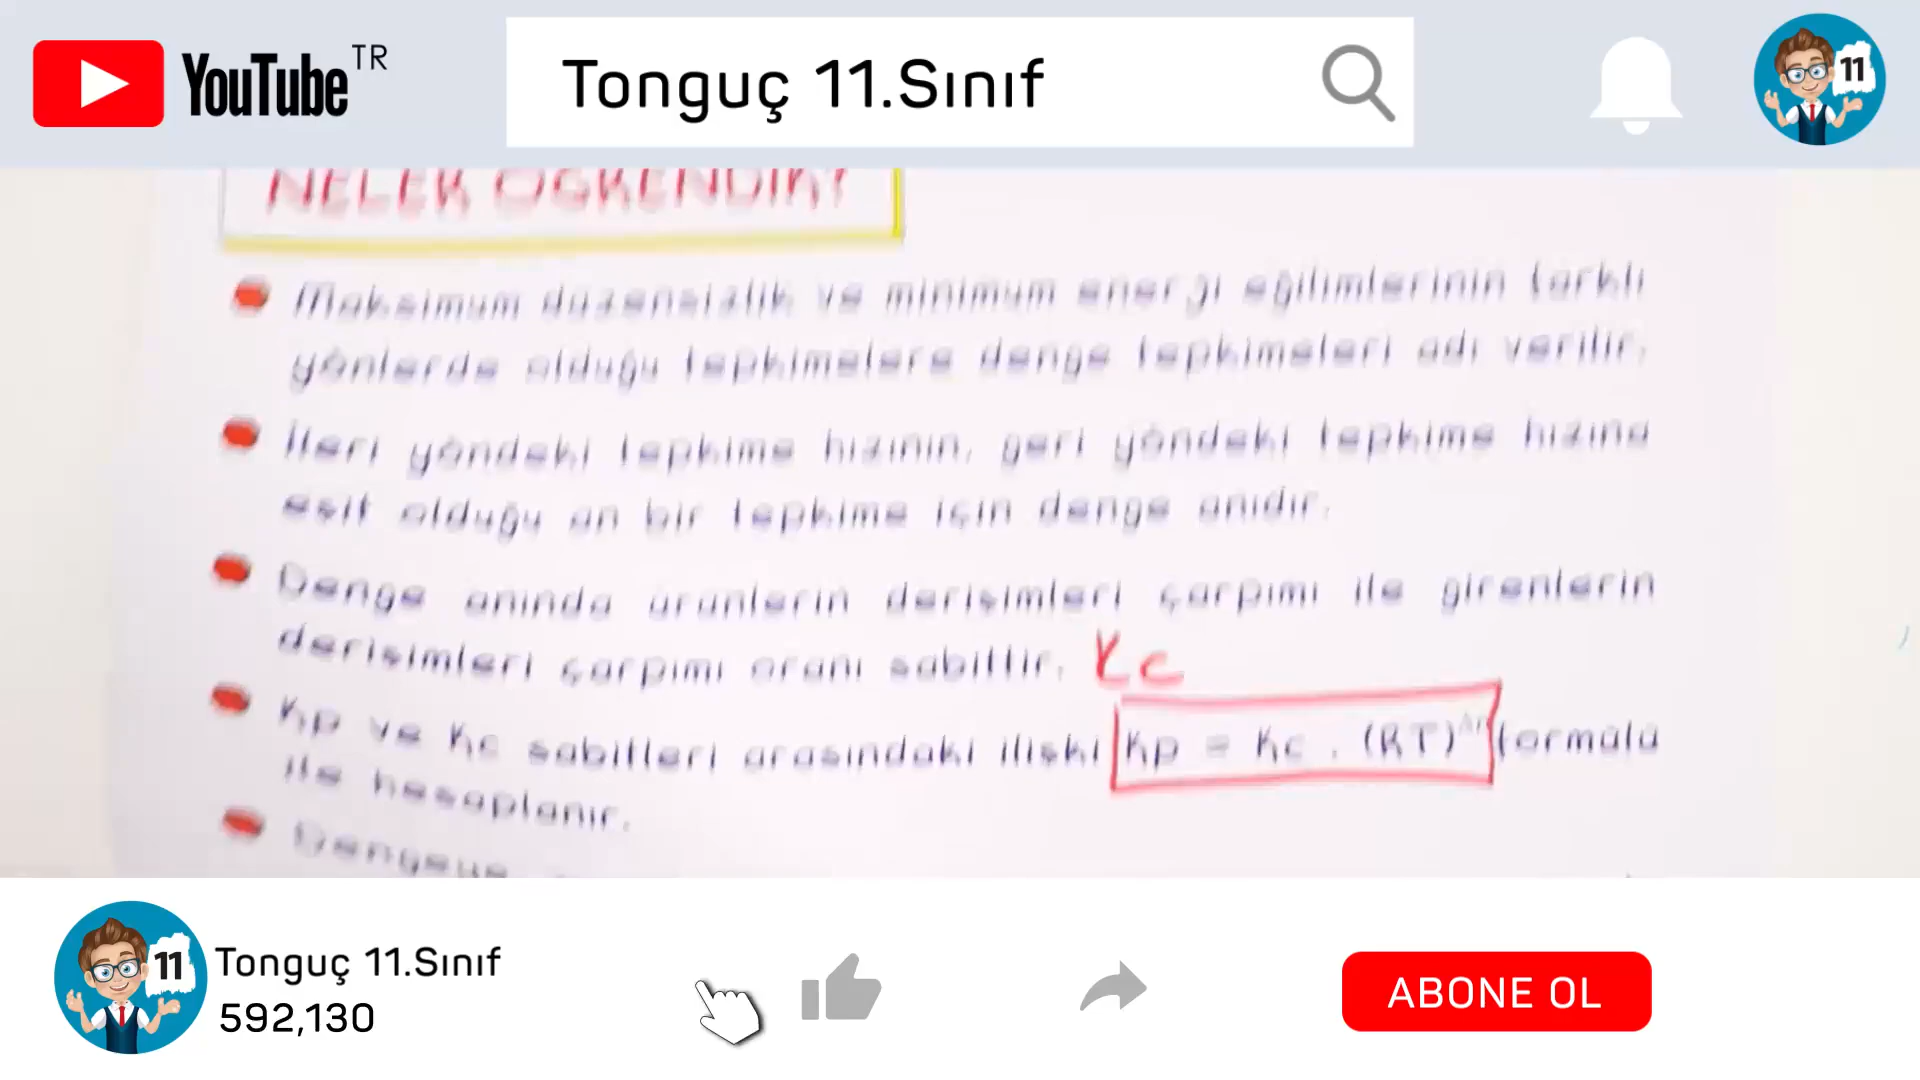 YouTube TR
Tonguç 11.Sınıf
11
NELER ÖĞRENDİK?
Maksimum düzensizlik ve minimum enerji eğilimlerinin farklı
yönlerde olduğu tepkimelere denge tepkimeleri adı verilir.
İleri yöndeki tepkime hızının, geri yöndeki tepkime hızına
eşit olduğu an bir tepkime için denge anıdır.
Denge anında ürünlerin derişimleri çarpımı ile girenlerin
derişimleri çarpımı oranı sabittir. Kc
Kp ve Kc sabitleri arasındaki ilişki Kp = Kc . (RT)^Δn formülü
ile hesaplanır.
11
Tonguç 11.Sınıf
592,130
ABONE OL